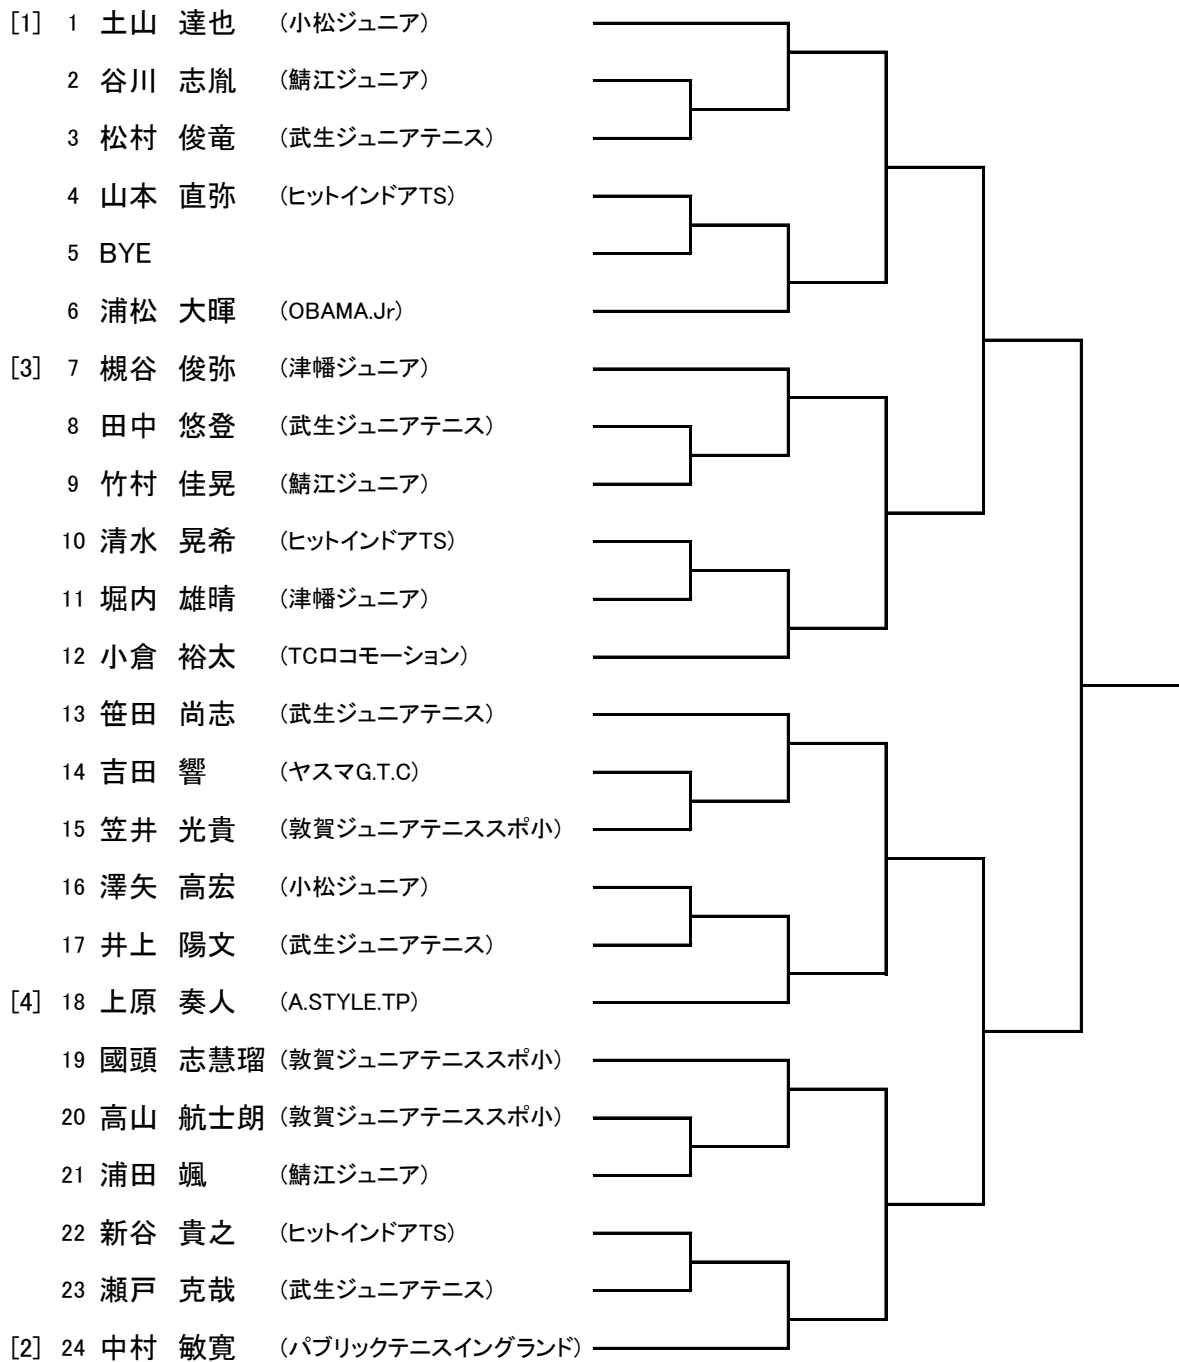 [1] 1 土山 達也 (小松ジュニア)
2 谷川 志胤 (鯖江ジュニア)
3 松村 俊竜 (武生ジュニアテニス)
4 山本 直弥 (ヒットインドアTS)
5 BYE
6 浦松 大暉 (OBAMA.Jr)
[3] 7 槻谷 俊弥 (津幡ジュニア)
8 田中 悠登 (武生ジュニアテニス)
9 竹村 佳晃 (鯖江ジュニア)
10 清水 晃希 (ヒットインドアTS)
11 堀内 雄晴 (津幡ジュニア)
12 小倉 裕太 (TCロコモーション)
13 笹田 尚志 (武生ジュニアテニス)
14 吉田 響 (ヤスマG.T.C)
15 笠井 光貴 (敦賀ジュニアテニススポ小)
16 澤矢 高宏 (小松ジュニア)
17 井上 陽文 (武生ジュニアテニス)
[4] 18 上原 奏人 (A.STYLE.TP)
19 國頭 志慧瑠 (敦賀ジュニアテニススポ小)
20 高山 航士朗 (敦賀ジュニアテニススポ小)
21 浦田 颯 (鯖江ジュニア)
22 新谷 貴之 (ヒットインドアTS)
23 瀬戸 克哉 (武生ジュニアテニス)
[2] 24 中村 敏寛 (パブリックテニスイングランド)